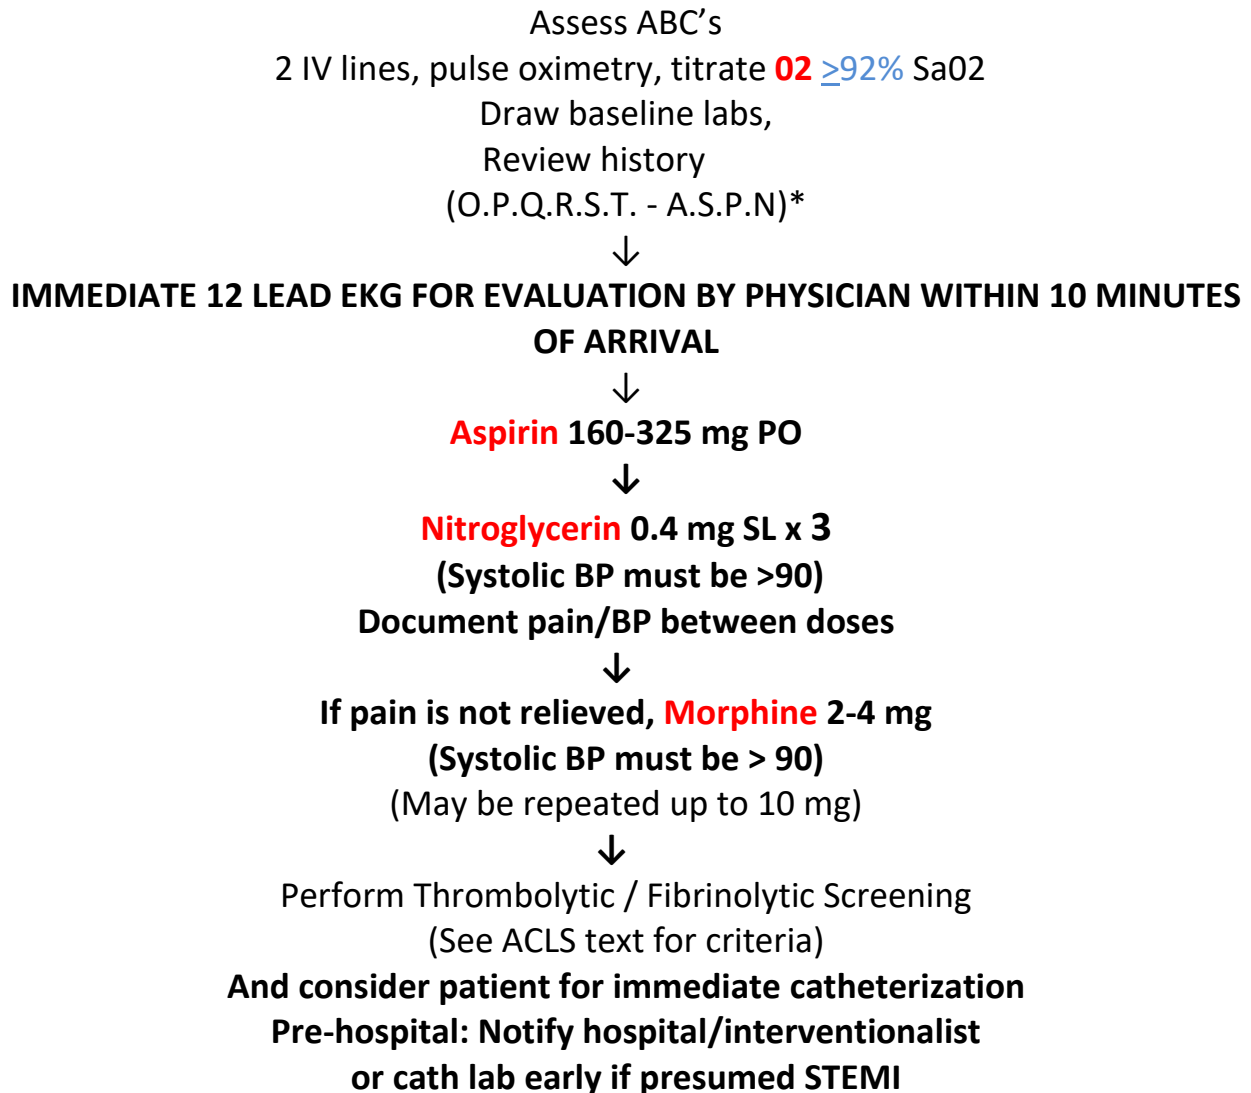 Assess ABC’s
2 IV lines, pulse oximetry, titrate 02 >92% Sa02
Draw baseline labs,
Review history
(O.P.Q.R.S.T. - A.S.P.N)*
↓
IMMEDIATE 12 LEAD EKG FOR EVALUATION BY PHYSICIAN WITHIN 10 MINUTES
OF ARRIVAL
↓
Aspirin 160-325 mg PO
↓
Nitroglycerin 0.4 mg SL x 3
(Systolic BP must be >90)
Document pain/BP between doses
↓
If pain is not relieved, Morphine 2-4 mg
(Systolic BP must be > 90)
(May be repeated up to 10 mg)
↓
Perform Thrombolytic / Fibrinolytic Screening
(See ACLS text for criteria)
And consider patient for immediate catheterization
Pre-hospital: Notify hospital/interventionalist
or cath lab early if presumed STEMI